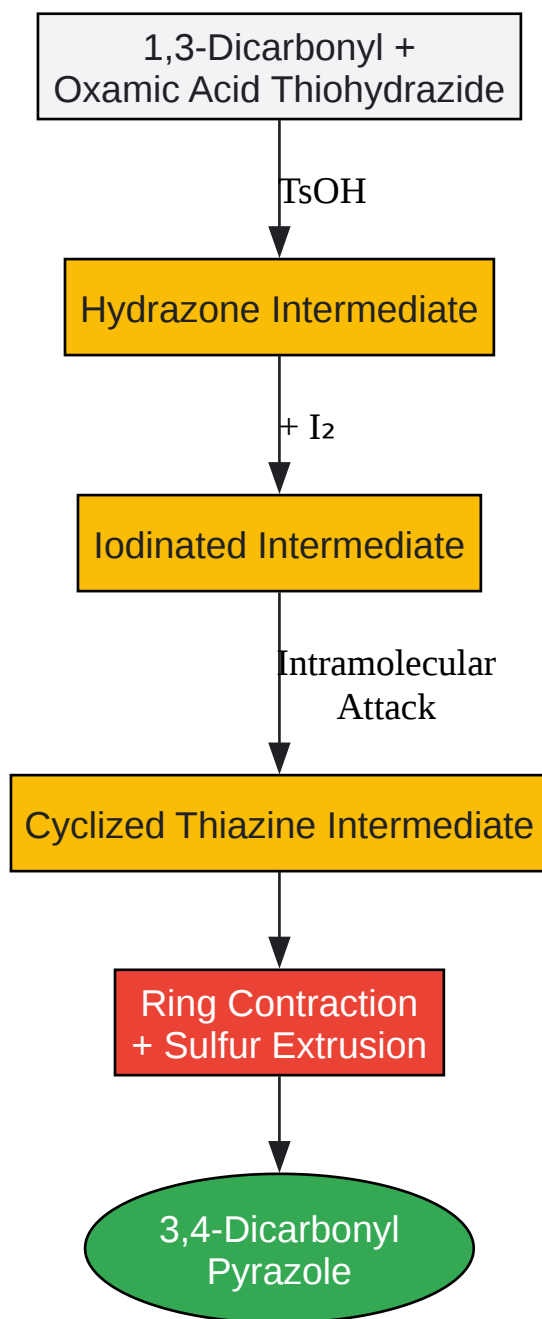 1,3-Dicarbonyl +
Oxamic Acid Thiohydrazide
TsOH
Hydrazone Intermediate
+ I₂
Iodinated Intermediate
Intramolecular
Attack
Cyclized Thiazine Intermediate
Ring Contraction
+ Sulfur Extrusion
3,4-Dicarbonyl
Pyrazole